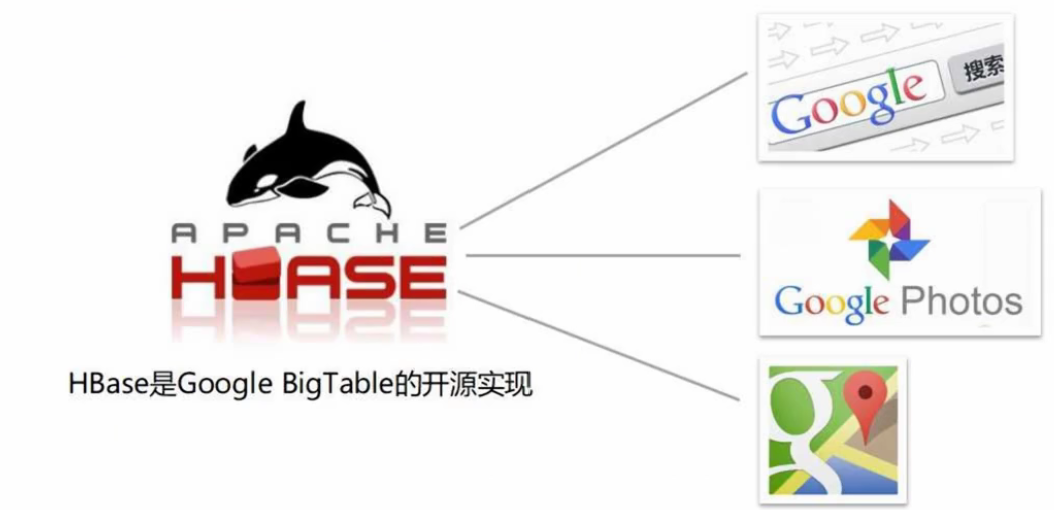 Google
搜索
APACHE
HBASE
Google Photos
HBase是Google BigTable的开源实现
g